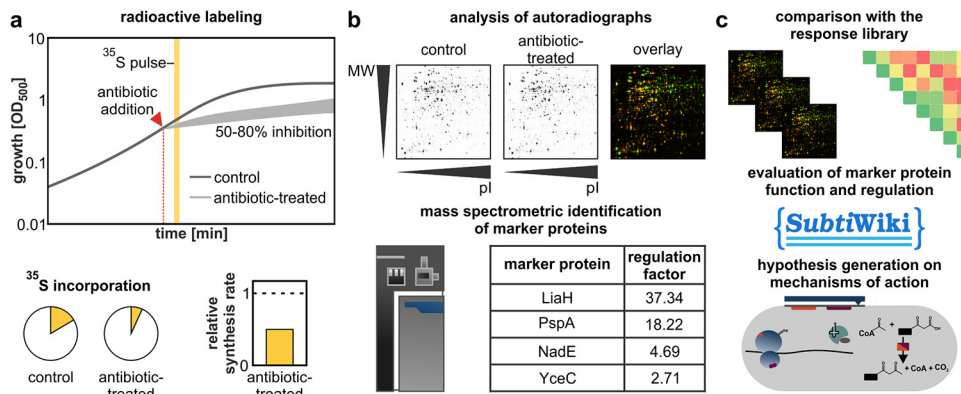 a
radioactive labeling
10
1
0.1
0.01
growth [OD500]
35S pulse
antibiotic
addition
50-80% inhibition
control
antibiotic-treated
time [min]
35S incorporation
control
antibiotic-
treated
relative
synthesis rate
1
0
antibiotic-
treated
b
analysis of autoradiographs
control
antibiotic-
treated
overlay
MW
pI
pI
mass spectrometric identification
of marker proteins
marker protein
regulation
factor
LiaH 37.34
PspA 18.22
NadE 4.69
YceC 2.71
c
comparison with the
response library
evaluation of marker protein
function and regulation
{SubtiWiki}
hypothesis generation on
mechanisms of action
CoA
+
OH
+ CoA + CO2